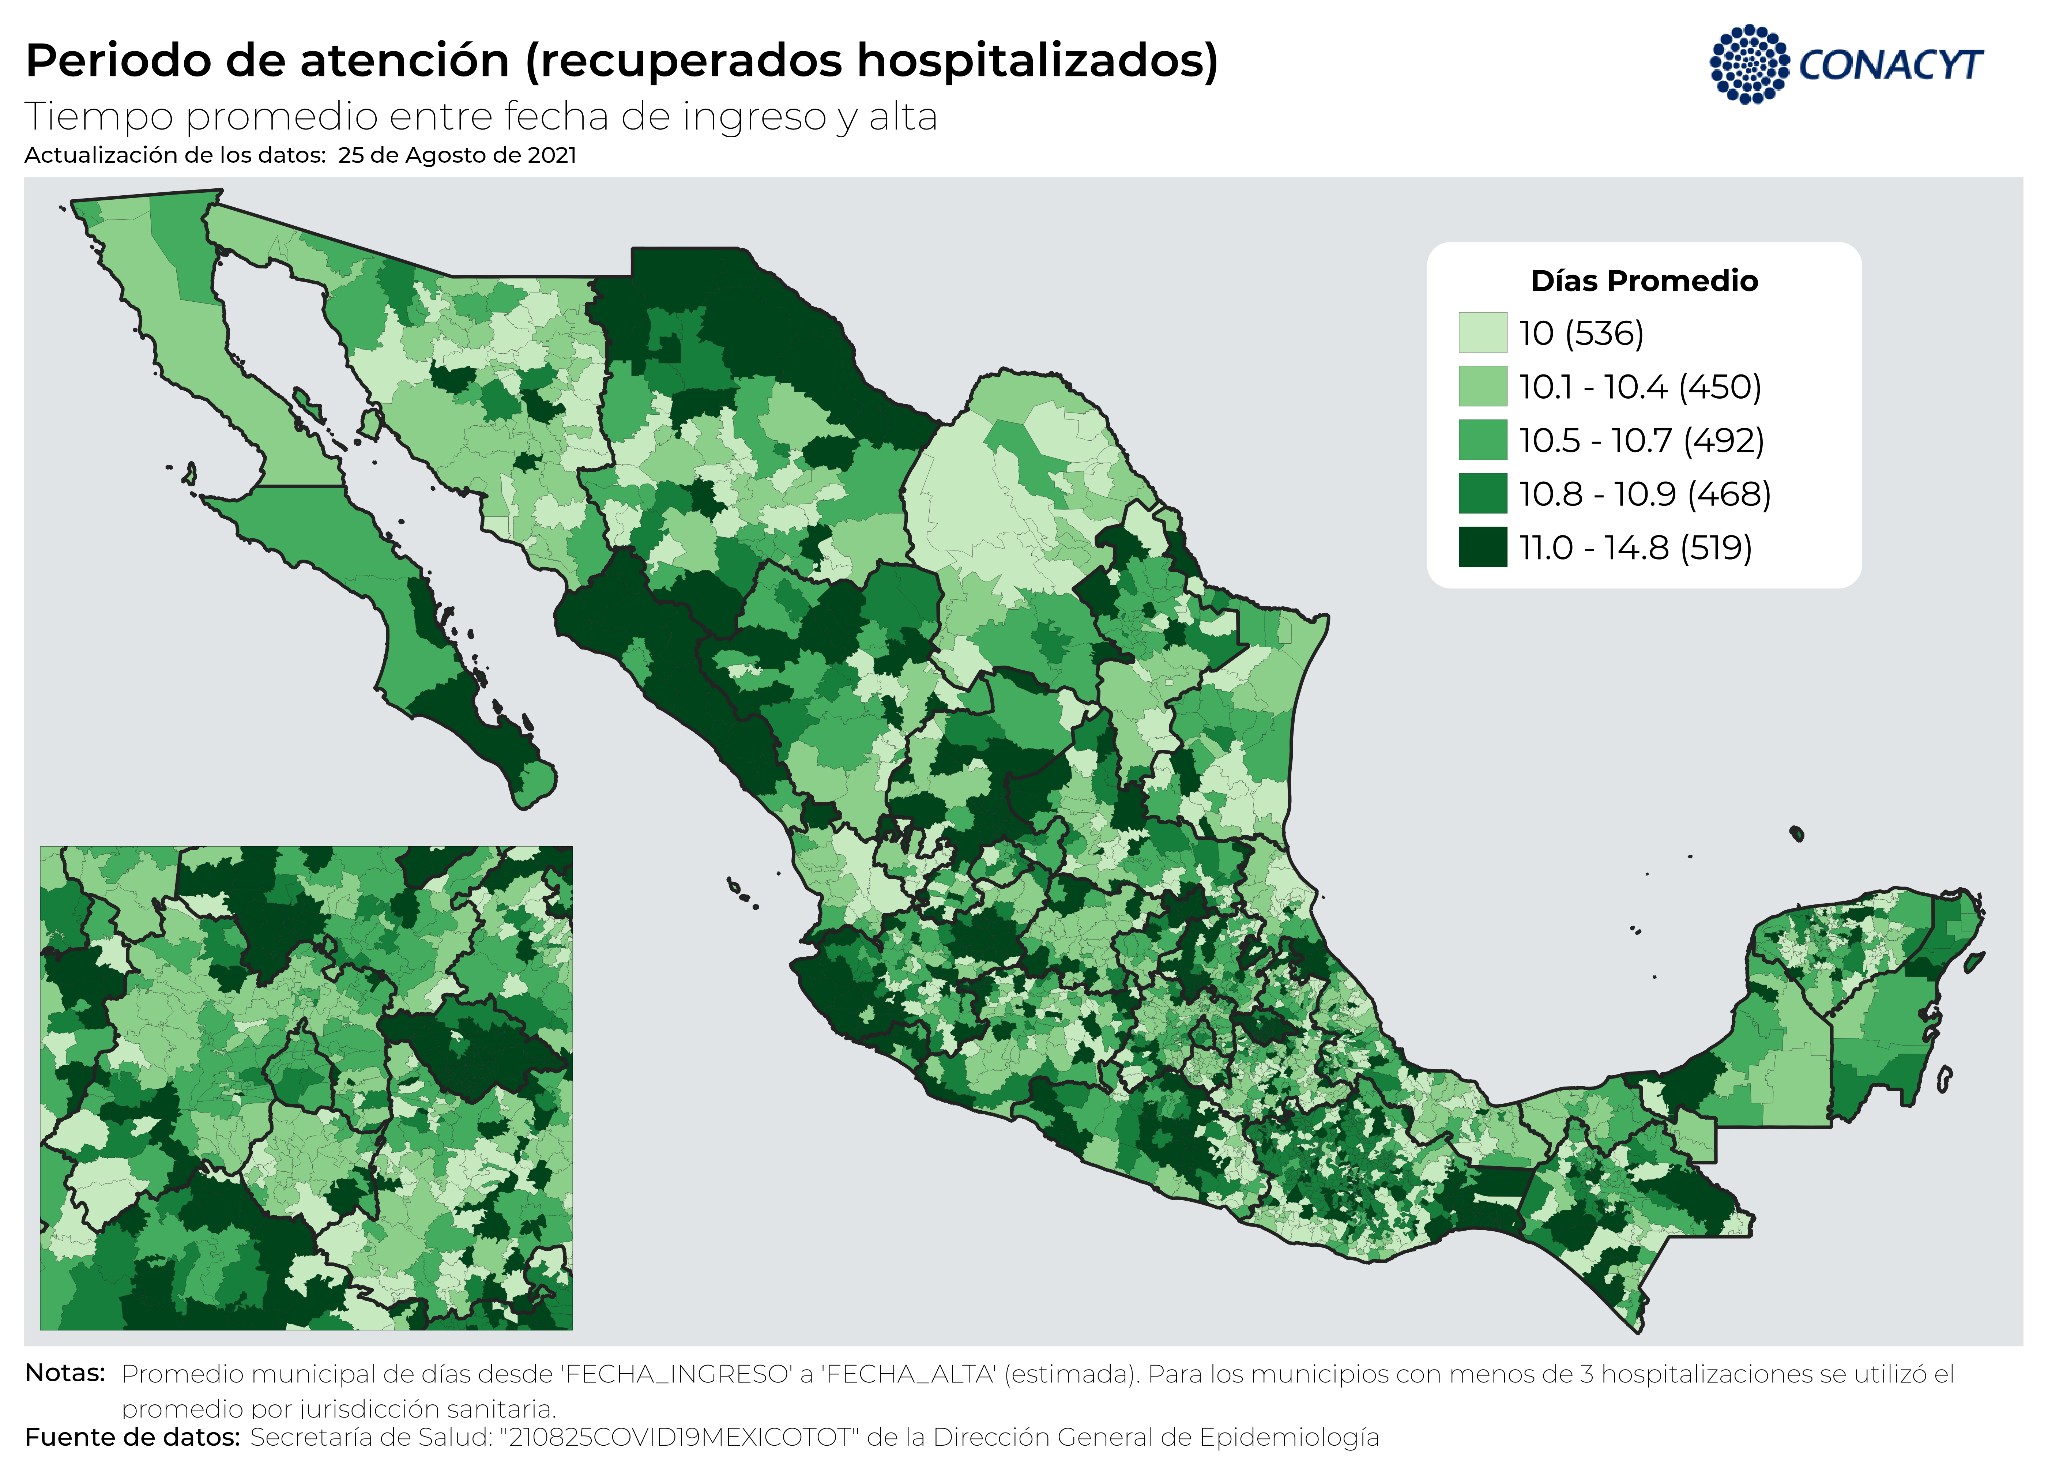 Periodo de atención (recuperados hospitalizados)
CONACYT
Tiempo promedio entre fecha de ingreso y alta
Actualización de los datos: 25 de Agosto de 2021
Días Promedio
10 (536)
10.1 - 10.4 (450)
10.5 - 10.7 (492)
10.8 - 10.9 (468)
11.0 - 14.8 (519)
Notas: Promedio municipal de días desde 'FECHA_INGRESO' a 'FECHA_ALTA' (estimada). Para los municipios con menos de 3 hospitalizaciones se utilizó el
promedio por jurisdicción sanitaria.
Fuente de datos: Secretaría de Salud: "210825COVID19MEXICOTOT" de la Dirección General de Epidemiología